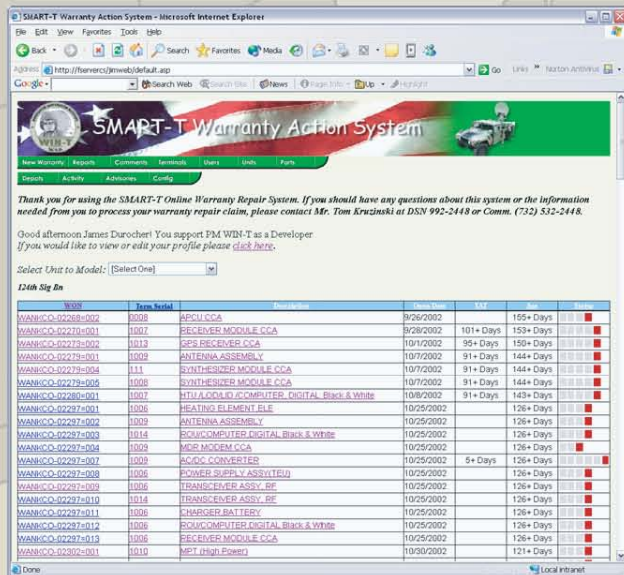 SMART-T Warranty Action System - Microsoft Internet Explorer
File Edit View Favorites Tools Help
Back Search Favorites Media
Address http://fservercs/jmweb/default.asp Go Links Norton AntiVirus
Google Search Web Search Site News Page Info Up Highlight
WIN-T
SMART-T Warranty Action System
New Warranty Reports Comments Terminals Users Units Parts
Depots Activity Advisories Config
Thank you for using the SMART-T Online Warranty Repair System. If you should have any questions about this system or the information
needed from you to process your warranty repair claim, please contact Mr. Tom Kruzinski at DSN 992-2448 or Comm. (732) 532-2448.
Good afternoon James Durocher! You support PM WIN-T as a Developer
If you would like to view or edit your profile please click here.
Select Unit to Model: [Select One]
124th Sig Bn
WON Term Serial Description Open Date Status
WANKCO-02268=002 0008 APCU CCA 9/26/2002 155+ Days
WANKCO-02270=001 1007 RECEIVER MODULE CCA 9/28/2002 101+ Days 153+ Days
WANKCO-02273=002 1013 GPS RECEIVER CCA 10/1/2002 95+ Days 150+ Days
WANKCO-02279=001 1009 ANTENNA ASSEMBLY 10/7/2002 91+ Days 144+ Days
WANKCO-02279=004 111 SYNTHESIZER MODULE CCA 10/7/2002 91+ Days 144+ Days
WANKCO-02279=005 1008 SYNTHESIZER MODULE CCA 10/7/2002 91+ Days 144+ Days
WANKCO-02280=001 1007 HTU /LOD/LID /COMPUTER, DIGITAL, Black & White 10/8/2002 91+ Days 143+ Days
WANKCO-02297=001 1006 HEATING ELEMENT,ELE 10/25/2002 126+ Days
WANKCO-02297=002 1009 ANTENNA ASSEMBLY 10/25/2002 126+ Days
WANKCO-02297=003 1014 ROU/COMPUTER,DIGITAL Black & White 10/25/2002 126+ Days
WANKCO-02297=004 1009 MDR MODEM CCA 10/25/2002 126+ Days
WANKCO-02297=007 1009 AC/DC CONVERTER 10/25/2002 5+ Days 126+ Days
WANKCO-02297=008 1006 POWER SUPPLY ASSY(TEU) 10/25/2002 126+ Days
WANKCO-02297=009 1006 TRANSCEIVER ASSY, RF 10/25/2002 126+ Days
WANKCO-02297=010 1014 TRANSCEIVER ASSY, RF 10/25/2002 126+ Days
WANKCO-02297=011 1006 CHARGER,BATTERY 10/25/2002 126+ Days
WANKCO-02297=012 1006 ROU/COMPUTER,DIGITAL Black & White 10/25/2002 126+ Days
WANKCO-02297=013 1006 RECEIVER MODULE CCA 10/25/2002 126+ Days
WANKCO-02302=001 1010 MPT (High Power) 10/30/2002 121+ Days
Done Local intranet